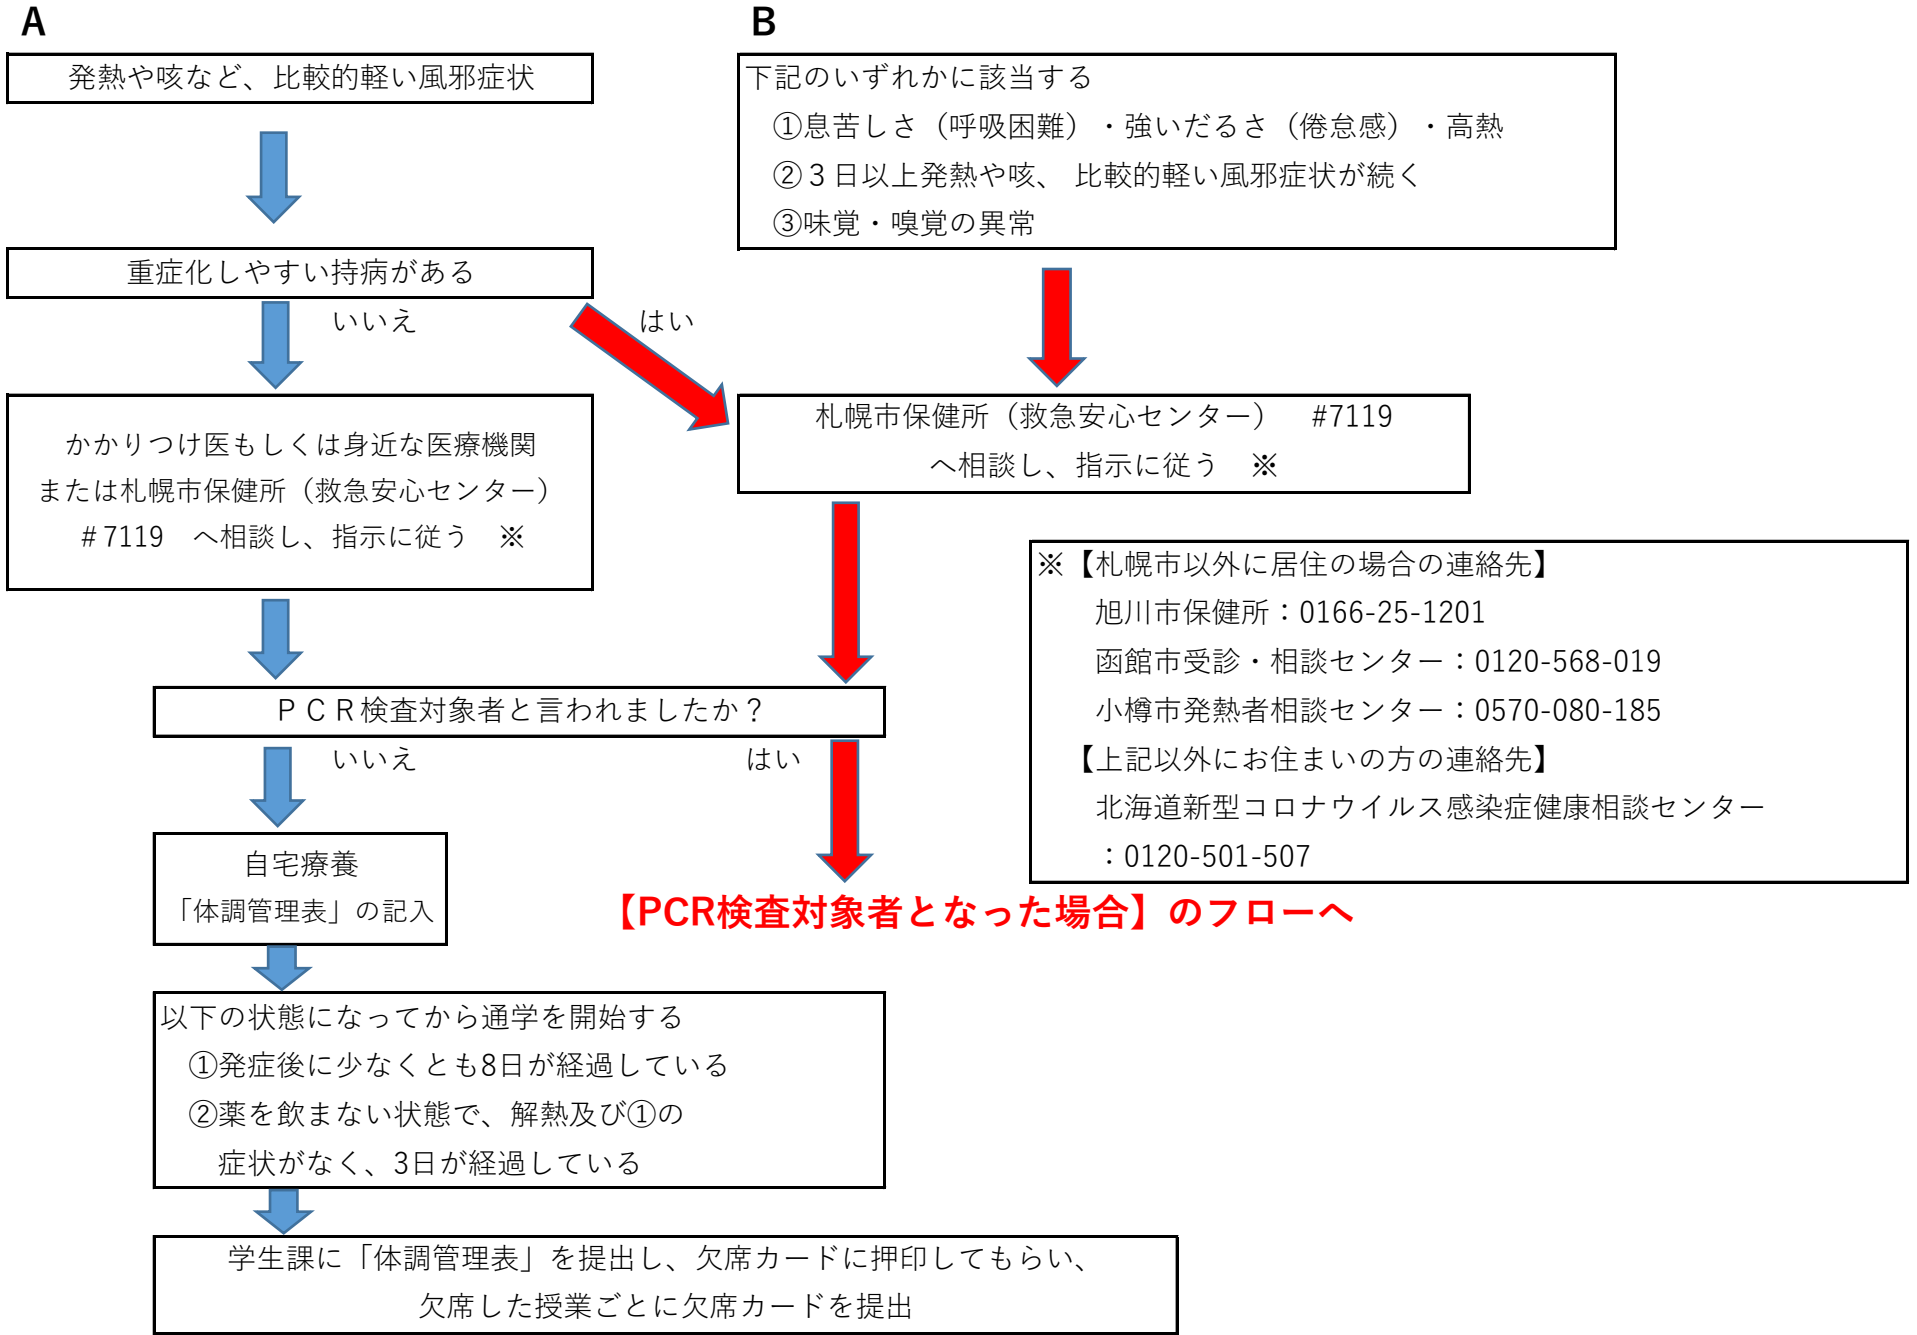 A
発熱や咳など、比較的軽い風邪症状
重症化しやすい持病がある
いいえ
はい
かかりつけ医もしくは身近な医療機関
または札幌市保健所（救急安心センター）
＃7119　へ相談し、指示に従う　※
B
下記のいずれかに該当する
①息苦しさ（呼吸困難）・強いだるさ（倦怠感）・高熱
②３日以上発熱や咳、 比較的軽い風邪症状が続く
③味覚・嗅覚の異常
札幌市保健所（救急安心センター）　#7119
へ相談し、指示に従う　※
※【札幌市以外に居住の場合の連絡先】
旭川市保健所：0166-25-1201
函館市受診・相談センター：0120-568-019
小樽市発熱者相談センター：0570-080-185
【上記以外にお住まいの方の連絡先】
北海道新型コロナウイルス感染症健康相談センター
：0120-501-507
ＰＣＲ検査対象者と言われましたか？
いいえ
はい
自宅療養
「体調管理表」の記入
【PCR検査対象者となった場合】のフローへ
以下の状態になってから通学を開始する
①発症後に少なくとも8日が経過している
②薬を飲まない状態で、解熱及び①の
症状がなく、3日が経過している
学生課に「体調管理表」を提出し、欠席カードに押印してもらい、
欠席した授業ごとに欠席カードを提出